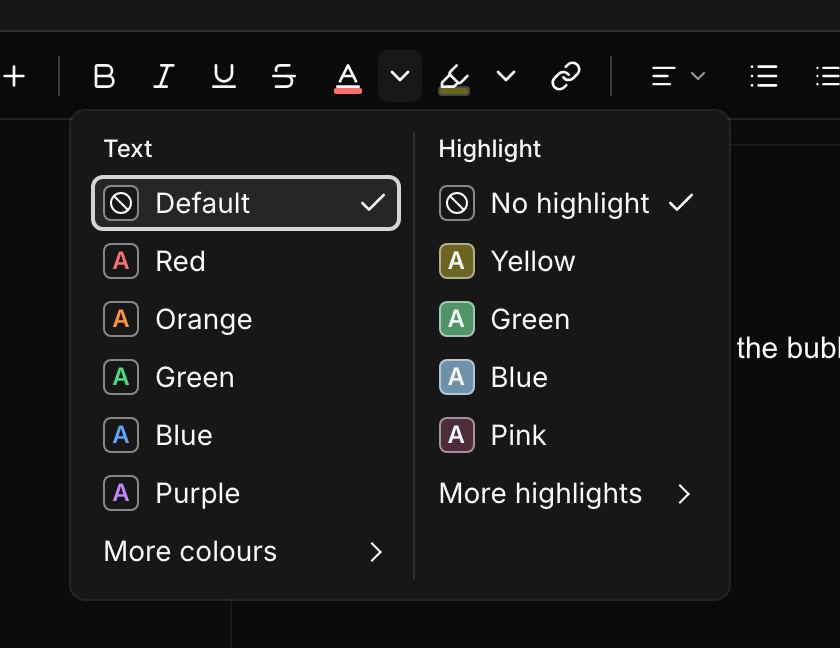 B I U S A
Text
Default
A Red
A Orange
A Green
A Blue
A Purple
More colours
Highlight
No highlight
A Yellow
A Green
A Blue
A Pink
More highlights
the